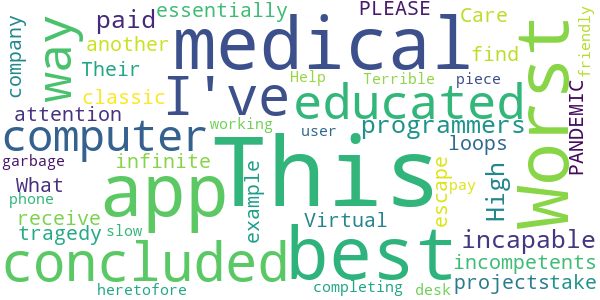 essentially
PLEASE
paid
another
Care
find
company
way
Their
medical
friendly
classic
I've
Help
Terrible
piece
attention
educated
Worst
PANDEMIC
computer
working
user
programmers
This
loops
garbage
infinite
What
app
example
escape
pay
High
phone
receive
Virtual
tragedy
slow
best
incapable
concluded
incompetents
projectstake
heretofore
completing
desk